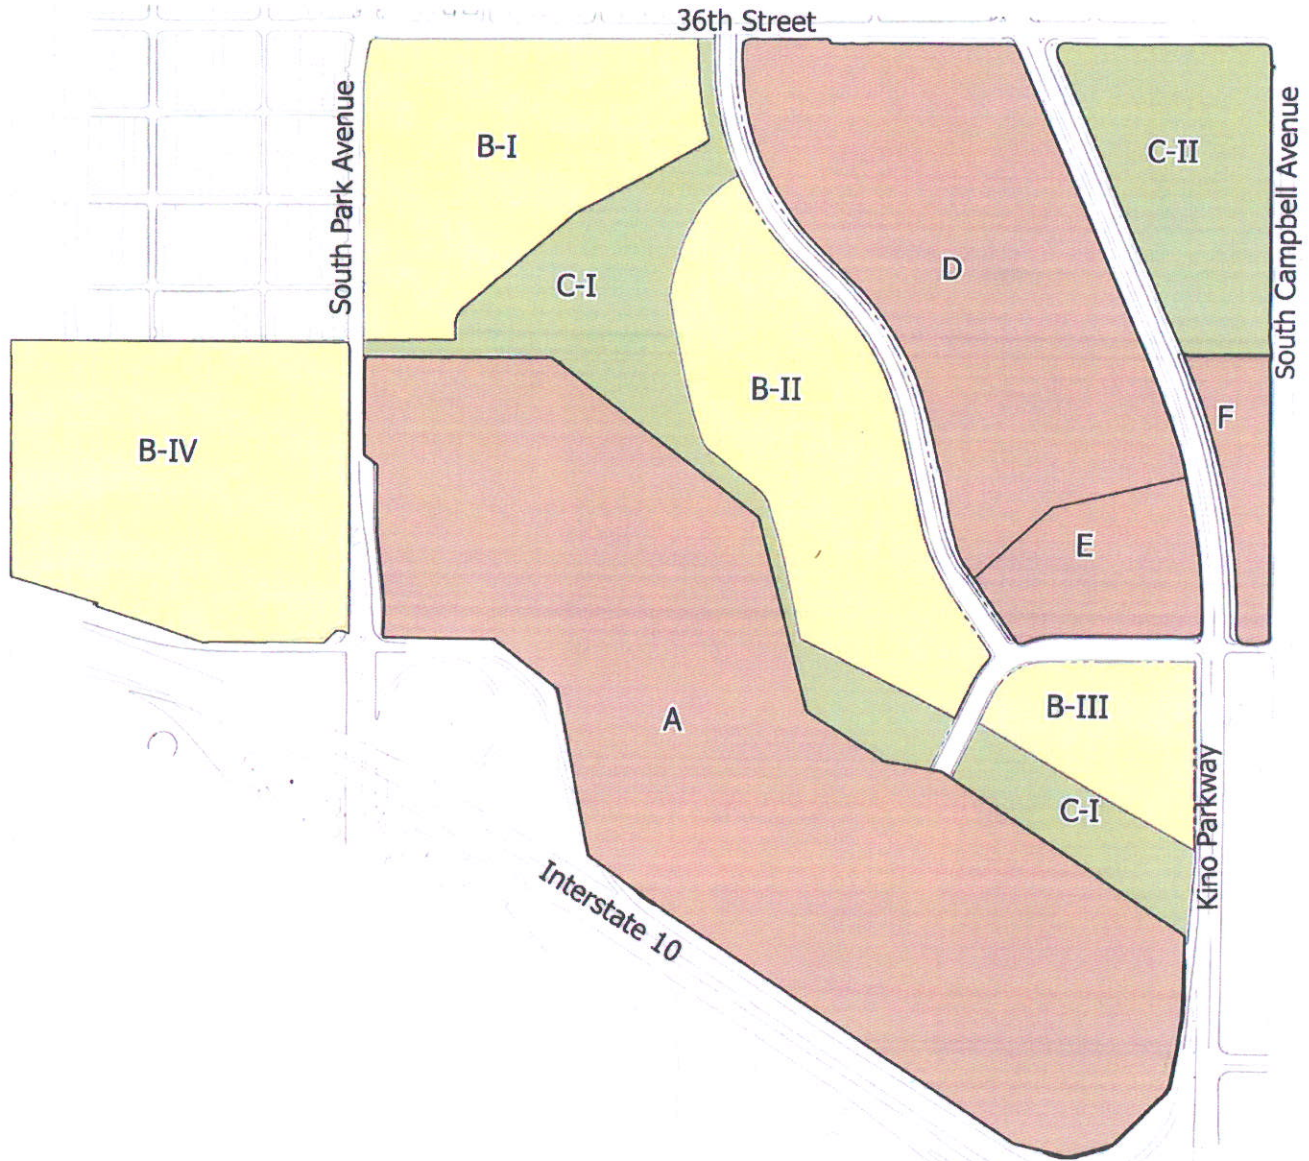 36th Street
South Park Avenue
B-I
C-II
South Campbell Avenue
D
C-I
B-II
F
B-IV
E
A
B-III
C-I
Kino Parkway
Interstate 10